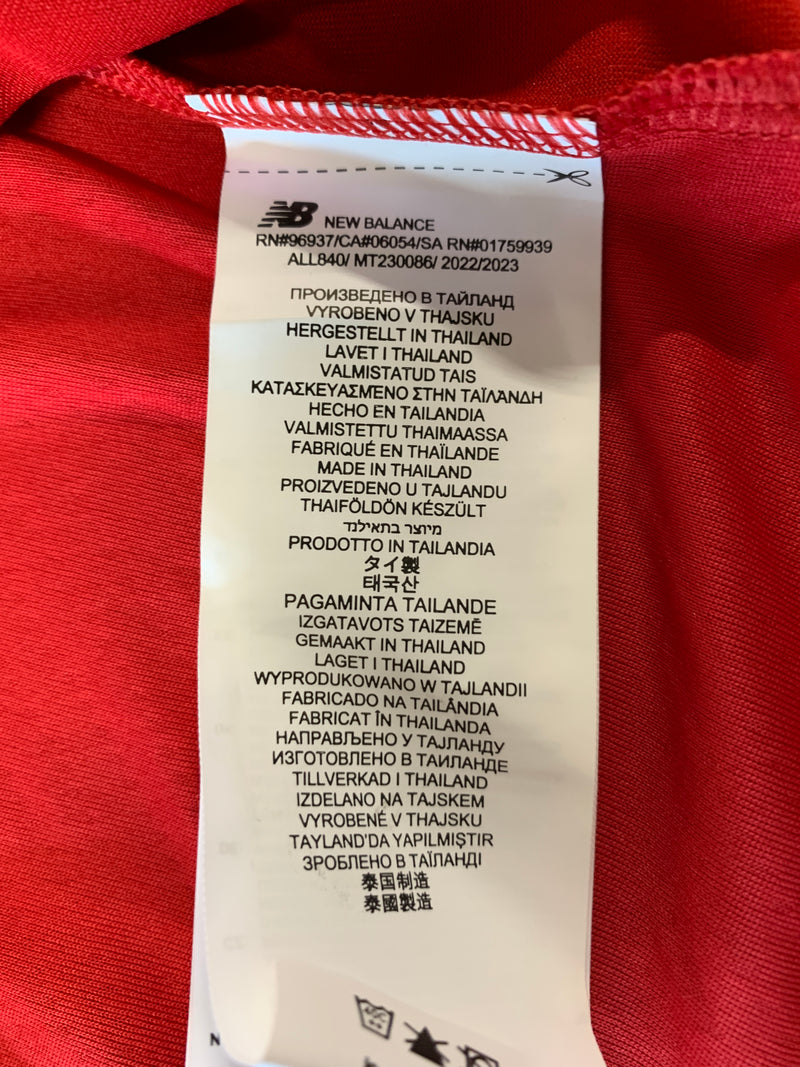 NB NEW BALANCE
RN#96937/CA#06054/SA RN#01759939
ALL840/ MT230086/ 2022/2023
ПРОИЗВЕДЕНО В ТАЙЛАНД
VYROBENO V THAJSKU
HERGESTELLT IN THAILAND
LAVET I THAILAND
VALMISTATUD TAIS
ΚΑΤΑΣΚΕΥΑΣΜΈΝΟ ΣΤΗΝ ΤΑΪΛΆΝΔΗ
HECHO EN TAILANDIA
VALMISTETTU THAIMAASSA
FABRIQUÉ EN THAÏLANDE
MADE IN THAILAND
PROIZVEDENO U TAJLANDU
THAIFÖLDÖN KÉSZÜLT
מיוצר בתאילנד
PRODOTTO IN TAILANDIA
タイ製
태국산
PAGAMINTA TAILANDE
IZGATAVOTS TAIZEMĒ
GEMAAKT IN THAILAND
LAGET I THAILAND
WYPRODUKOWANO W TAJLANDII
FABRICADO NA TAILÂNDIA
FABRICAT ÎN THAILANDA
НАПРАВЉЕНО У ТАЈЛАНДУ
ИЗГОТОВЛЕНО В ТАИЛАНДЕ
TILLVERKAD I THAILAND
IZDELANO NA TAJSKEM
VYROBENÉ V THAJSKU
TAYLAND'DA YAPILMIŞTIR
ЗРОБЛЕНО В ТАЇЛАНДІ
泰国制造
泰國製造